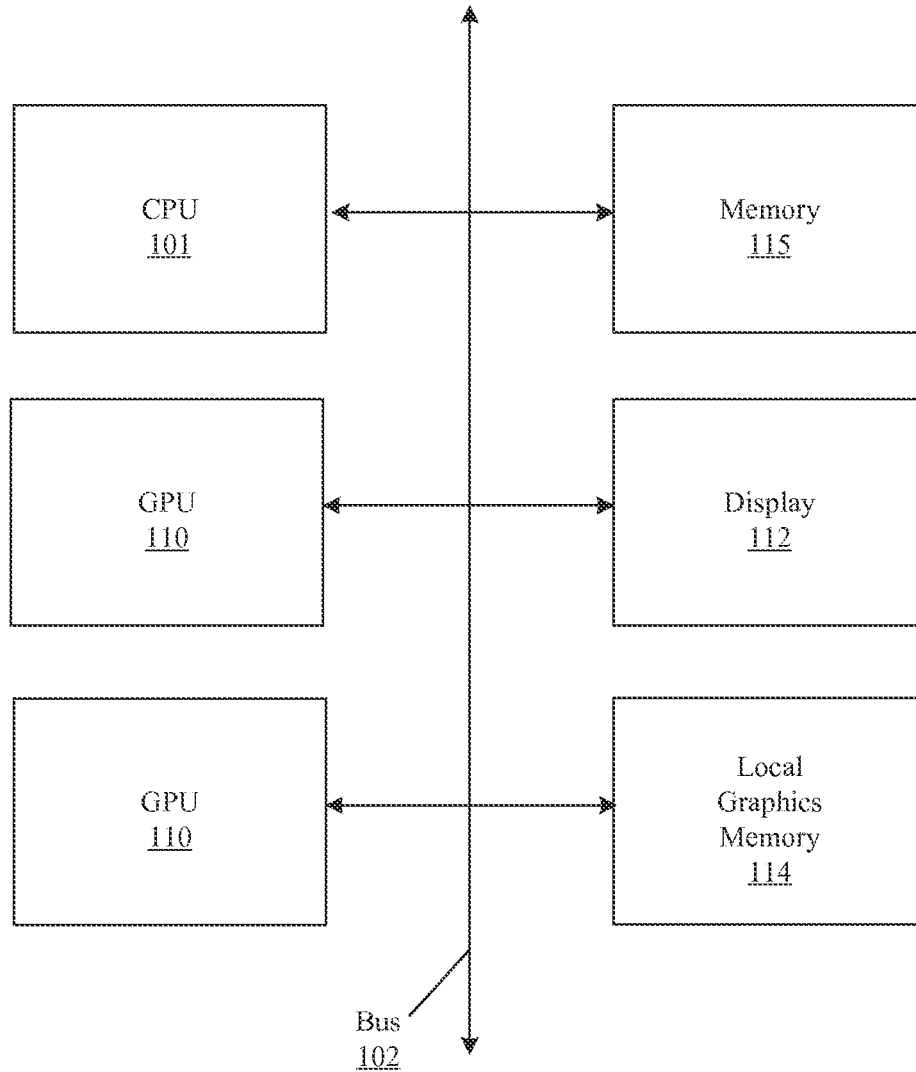 CPU
101
Memory
115
GPU
110
Display
112
GPU
110
Local
Graphics
Memory
114
Bus
102